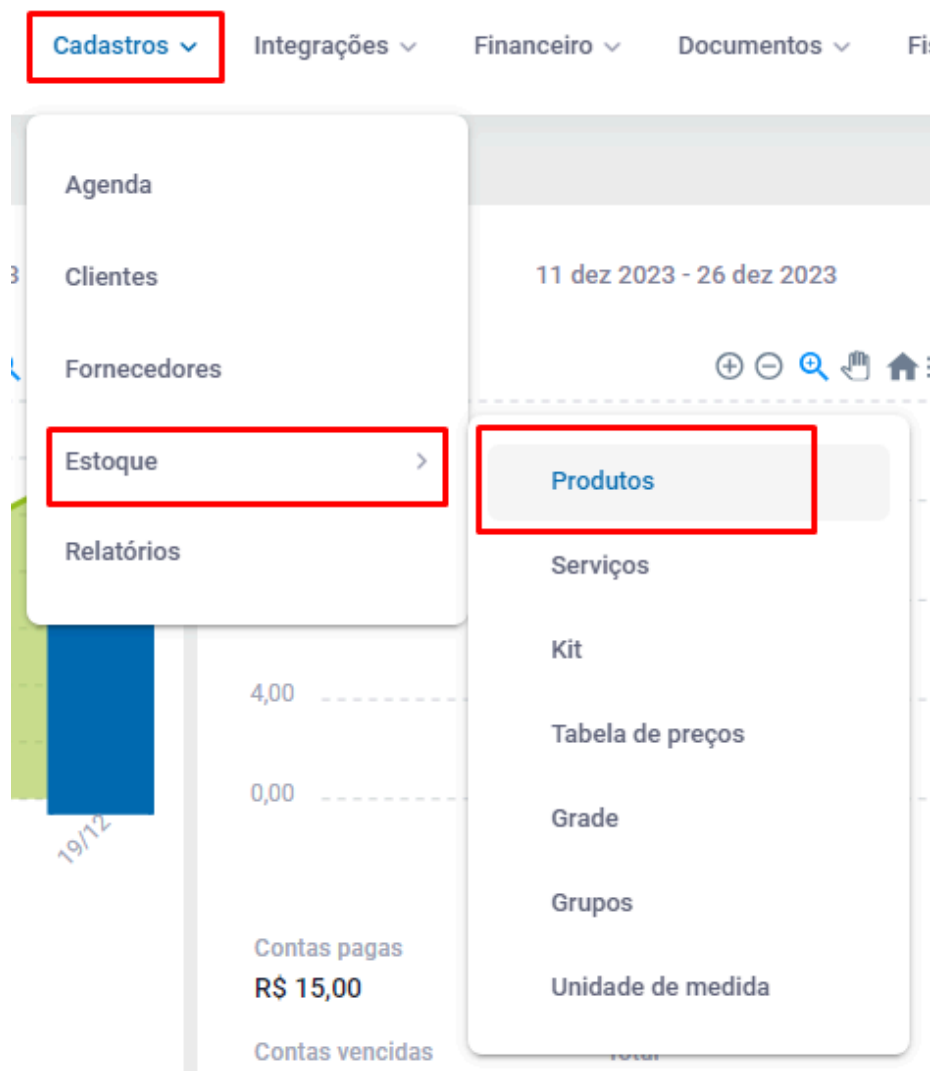 Cadastros Integrações Financeiro Documentos
Agenda
Clientes
11 dez 2023 - 26 dez 2023
Fornecedores
Estoque
Produtos
Relatórios
Serviços
Kit
4,00
Tabela de preços
0,00
Grade
19/12
Grupos
Contas pagas
R$ 15,00
Unidade de medida
Contas vencidas